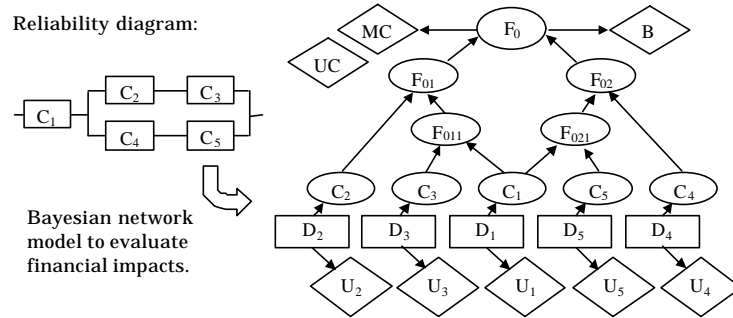 Reliability diagram:
C1
C2
C3
C4
C5
Bayesian network
model to evaluate
financial impacts.
MC
F0
B
UC
F01
F02
F011
F021
C2
C3
C1
C5
C4
D2
D3
D1
D5
D4
U2
U3
U1
U5
U4